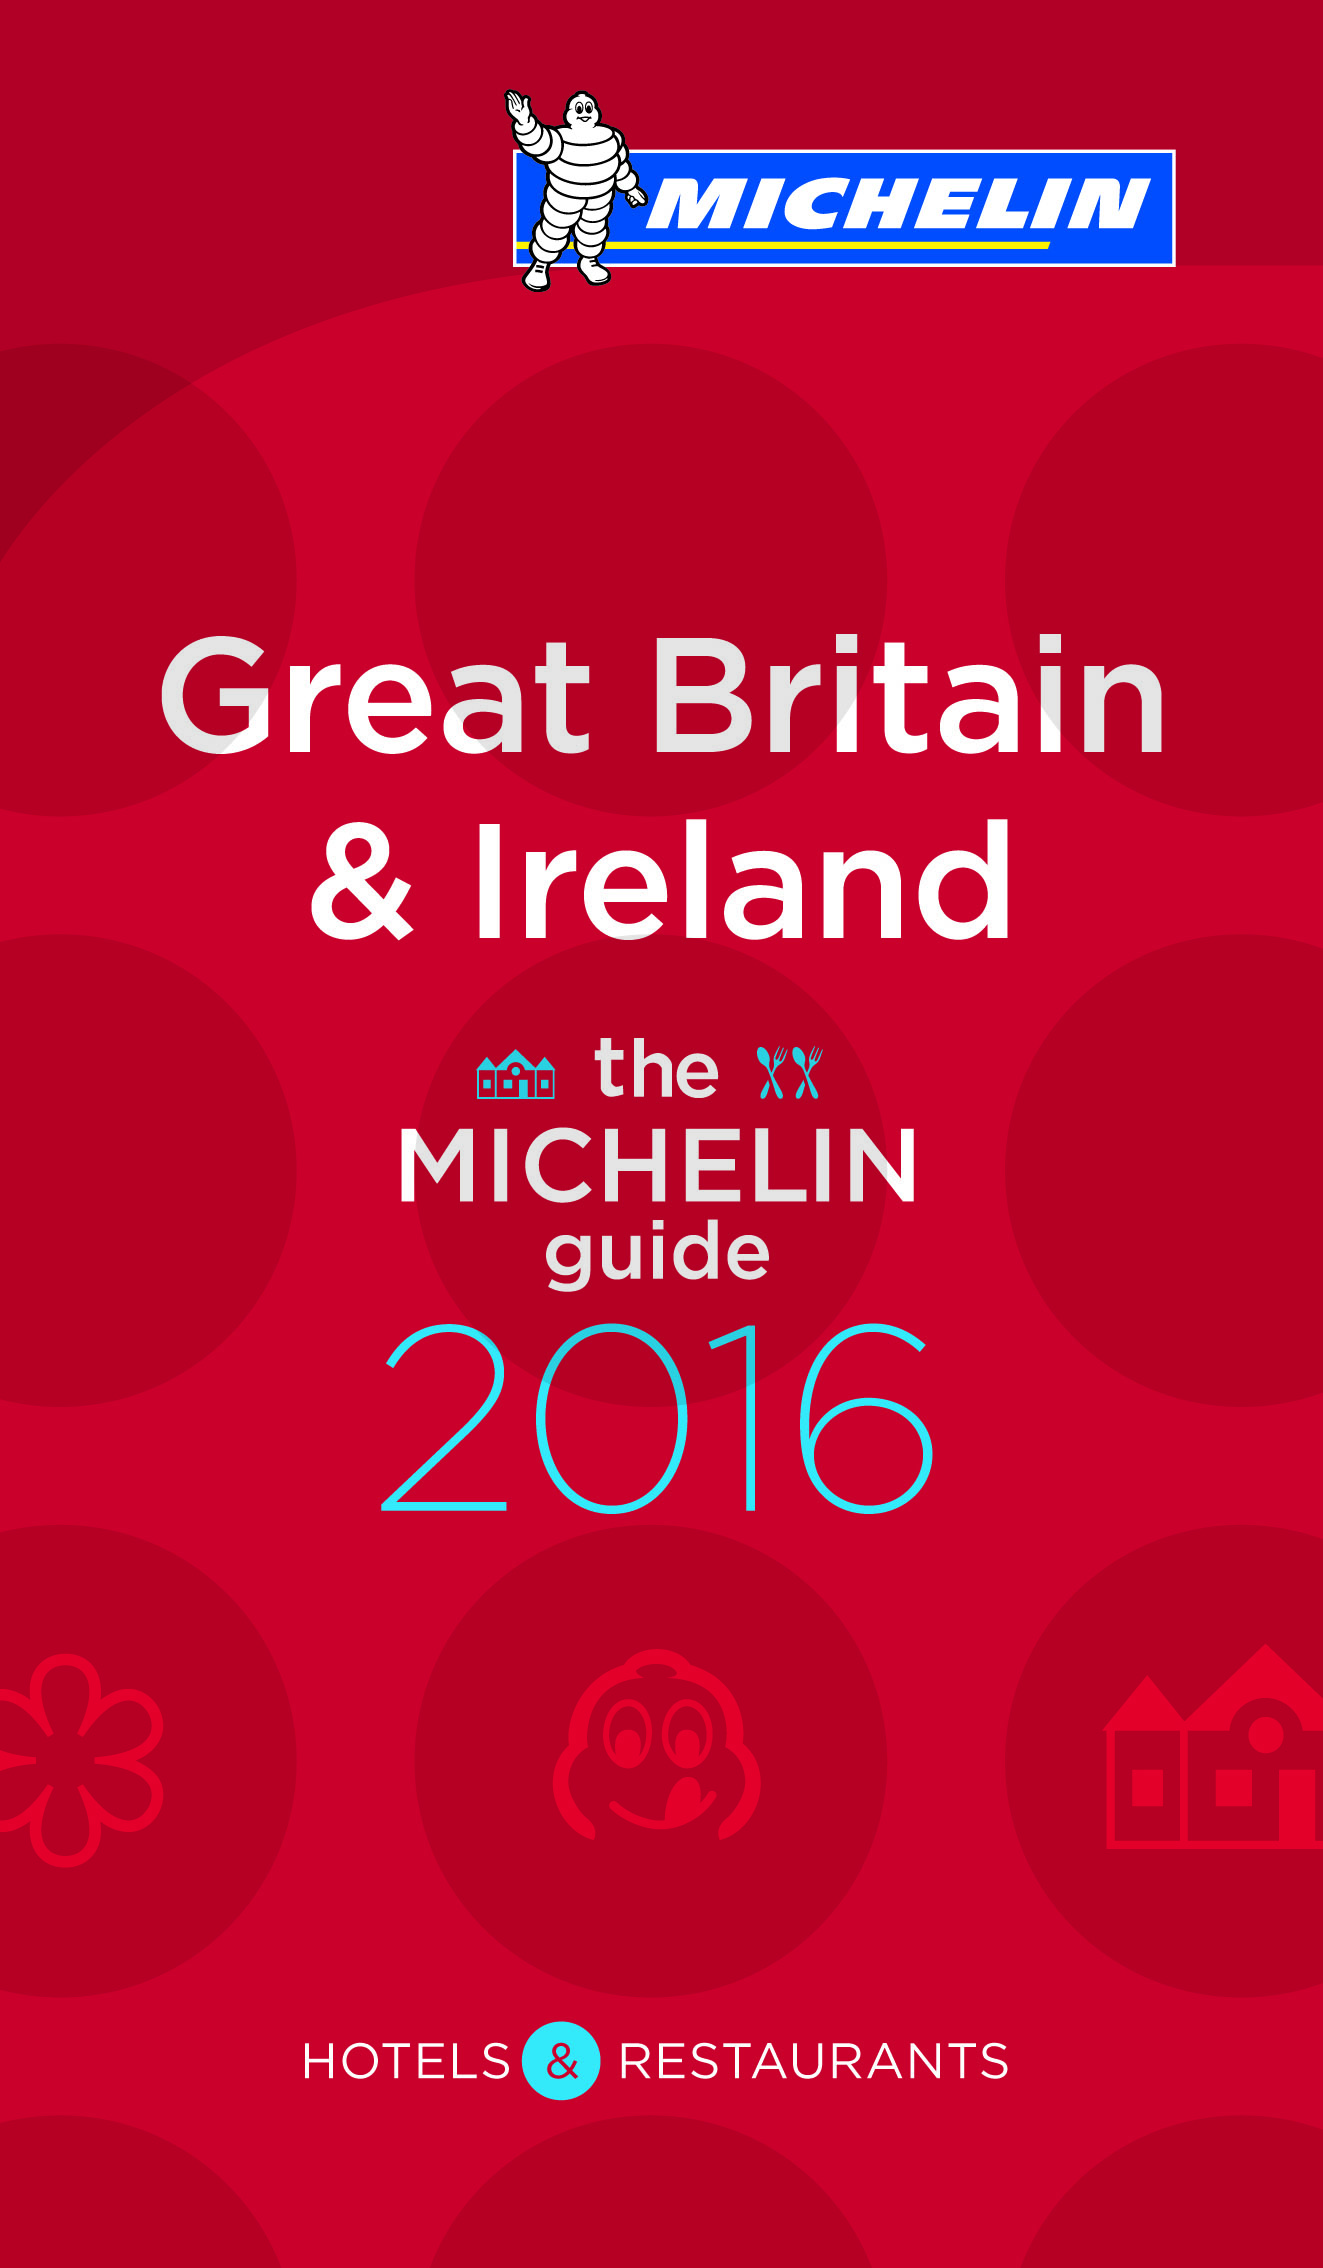 MICHELIN
Great Britain
& Ireland
the
MICHELIN
guide
2016
HOTELS & RESTAURANTS